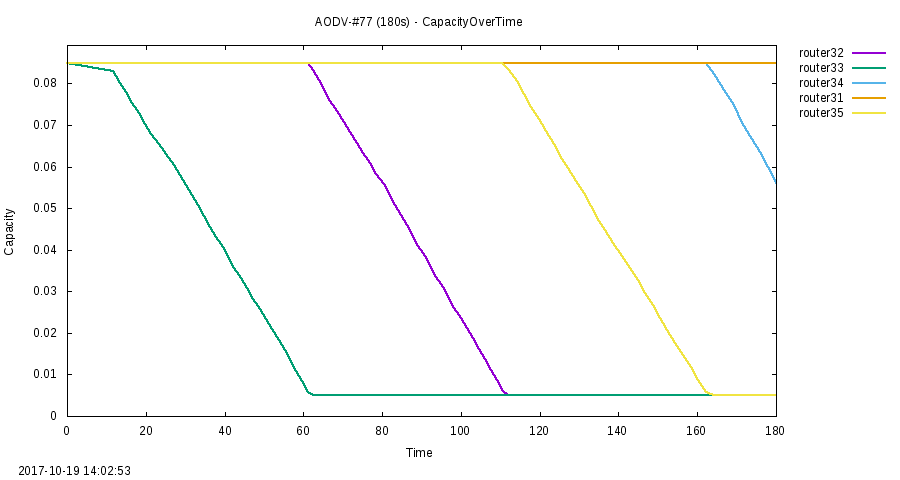 AODV-#77 (180s) - CapacityOverTime
router32
router33
router34
router31
router35
Capacity
0.08
0.07
0.06
0.05
0.04
0.03
0.02
0.01
0
0 20 40 60 80 100 120 140 160 180
Time
2017-10-19 14:02:53